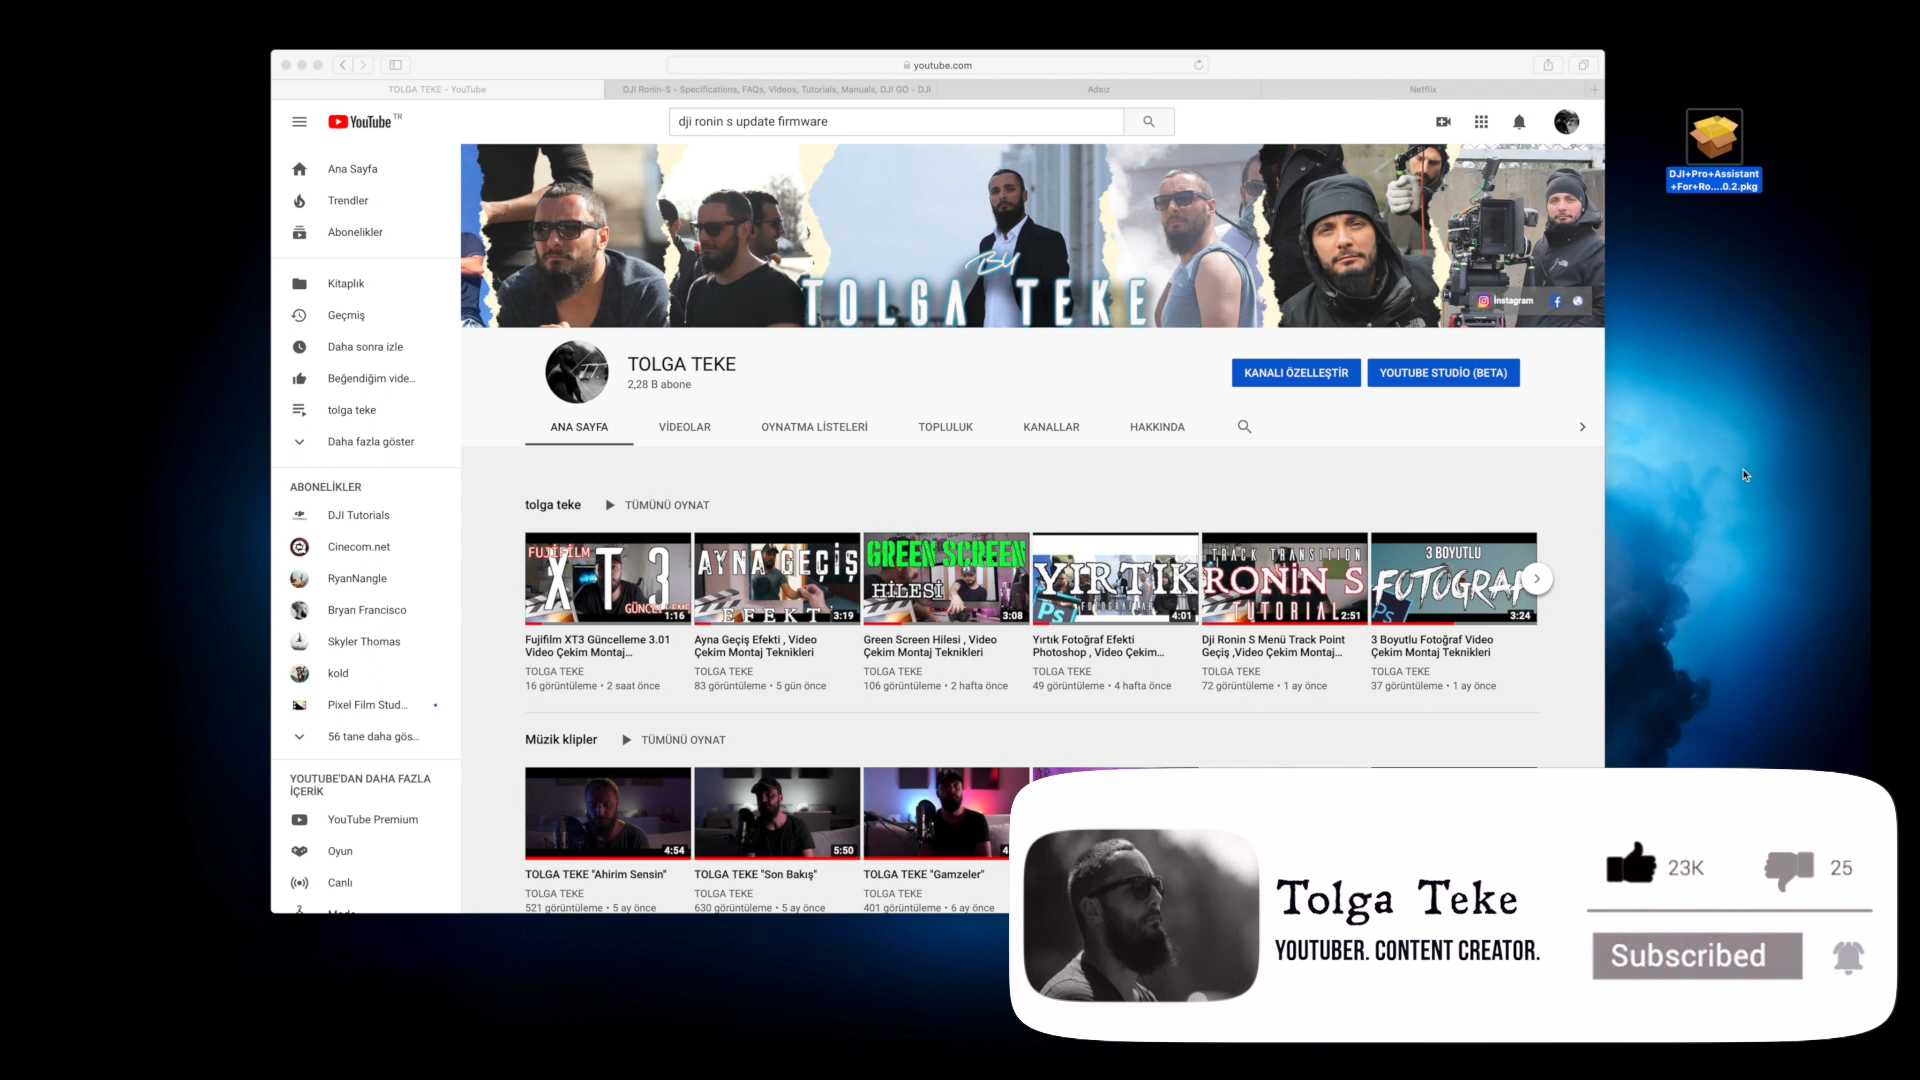 youtube.com
TOLGA TEKE - YouTube
DJI Ronin-S - Specifications, FAQs, Videos, Tutorials, Manuals, DJI GO - DJI
Adsız
Netflix
YouTube TR
dji ronin s update firmware
DJI+Pro+Assistant
+For+Ro....0.2.pkg
Ana Sayfa
Trendler
Abonelikler
Kitaplık
Geçmiş
Daha sonra izle
Beğendiğim vide...
tolga teke
Daha fazla göster
ABONELİKLER
DJI Tutorials
Cinecom.net
RyanNangle
Bryan Francisco
Skyler Thomas
kold
Pixel Film Stud...
56 tane daha gös...
YOUTUBE'DAN DAHA FAZLA
İÇERİK
YouTube Premium
Oyun
Canlı
Moda
BY
TOLGA TEKE
İnstagram
TOLGA TEKE
2,28 B abone
KANALI ÖZELLEŞTİR
YOUTUBE STUDİO (BETA)
ANA SAYFA
VİDEOLAR
OYNATMA LİSTELERİ
TOPLULUK
KANALLAR
HAKKINDA
tolga teke
TÜMÜNÜ OYNAT
FUJİFİLM
XT 3
GÜNCELLEME
1:16
AYNA GEÇİŞ
EFEKT
3:19
GREEN SCREEN
HİLESİ
3:08
YIRTIK
FOTOĞRAFLAR
Ps
4:01
TRACK TRANSITION
RONİN S
TUTORIAL
2:51
3 BOYUTLU
FOTOGRAF
Ps
3:24
Fujifilm XT3 Güncelleme 3.01
Video Çekim Montaj...
TOLGA TEKE
16 görüntüleme • 2 saat önce
Ayna Geçiş Efekti , Video
Çekim Montaj Teknikleri
TOLGA TEKE
83 görüntüleme • 5 gün önce
Green Screen Hilesi , Video
Çekim Montaj Teknikleri
TOLGA TEKE
106 görüntüleme • 2 hafta önce
Yırtık Fotoğraf Efekti
Photoshop , Video Çekim...
TOLGA TEKE
49 görüntüleme • 4 hafta önce
Dji Ronin S Menü Track Point
Geçiş ,Video Çekim Montaj...
TOLGA TEKE
72 görüntüleme • 1 ay önce
3 Boyutlu Fotoğraf Video
Çekim Montaj Teknikleri
TOLGA TEKE
37 görüntüleme • 1 ay önce
Müzik klipler
TÜMÜNÜ OYNAT
4:54
5:50
TOLGA TEKE "Ahirim Sensin"
TOLGA TEKE
521 görüntüleme • 5 ay önce
TOLGA TEKE "Son Bakış"
TOLGA TEKE
630 görüntüleme • 5 ay önce
TOLGA TEKE "Gamzeler"
TOLGA TEKE
401 görüntüleme • 6 ay önce
Tolga Teke
YOUTUBER. CONTENT CREATOR.
23K
25
Subscribed